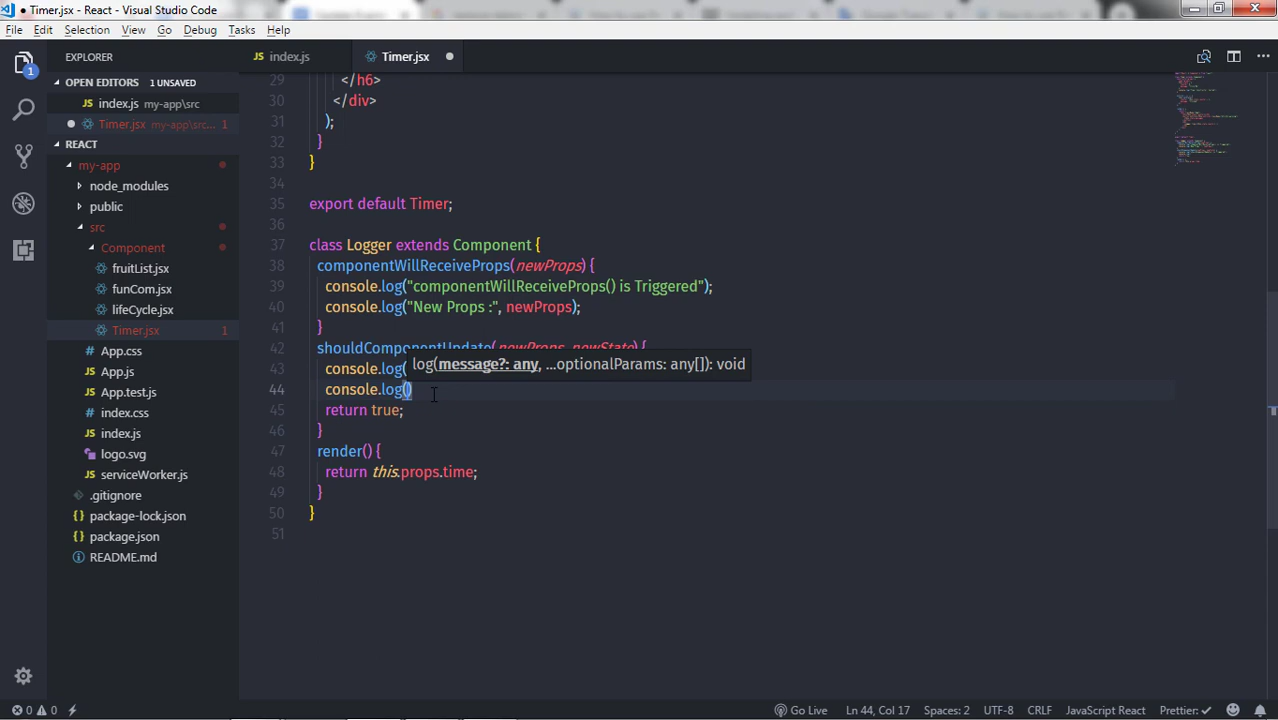 ● Timer.jsx - React - Visual Studio Code
File Edit Selection View Go Debug Tasks Help
EXPLORER
OPEN EDITORS 1 UNSAVED
index.js my-app\src
Timer.jsx my-app\src... 1
REACT
my-app
node_modules
public
src
Component
fruitList.jsx
funCom.jsx
lifeCycle.jsx
Timer.jsx 1
App.css
App.js
App.test.js
index.css
index.js
logo.svg
serviceWorker.js
.gitignore
package-lock.json
package.json
README.md
1
JS index.js
Timer.jsx ●
29 </h6>
30 </div>
31 );
32 }
33 }
34
35 export default Timer;
36
37 class Logger extends Component {
38 componentWillReceiveProps(newProps) {
39 console.log("componentWillReceiveProps() is Triggered");
40 console.log("New Props :", newProps);
41 }
42 shouldComponentUpdate(newProps, newState) {
log(message?: any, ...optionalParams: any[]): void
43 console.log(
44 console.log()
45 return true;
46 }
47 render() {
48 return this.props.time;
49 }
50 }
51
0 0 Go Live Ln 44, Col 17 Spaces: 2 UTF-8 CRLF JavaScript React Prettier: ✓